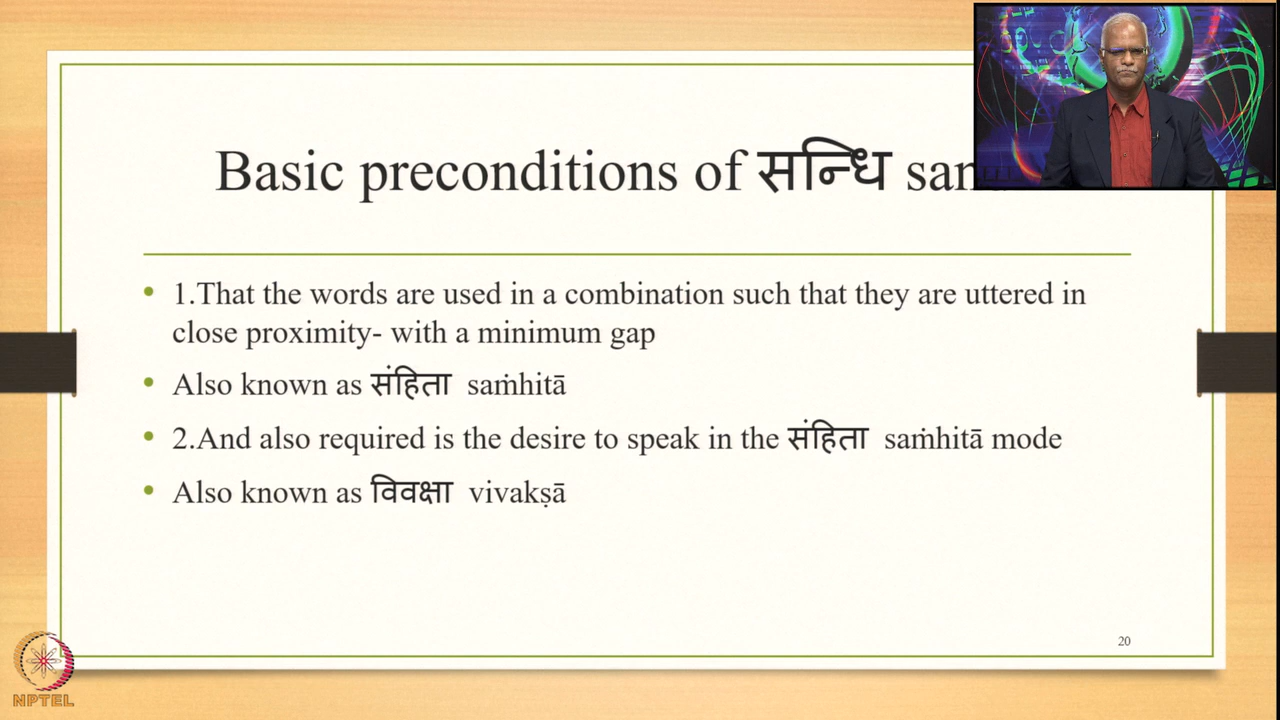 Basic preconditions of सन्धि
• 1.That the words are used in a combination such that they are uttered in
close proximity- with a minimum gap
• Also known as संहिता saṁhitā
• 2.And also required is the desire to speak in the संहिता saṁhitā mode
• Also known as विवक्षा vivakṣā
20
NPTEL